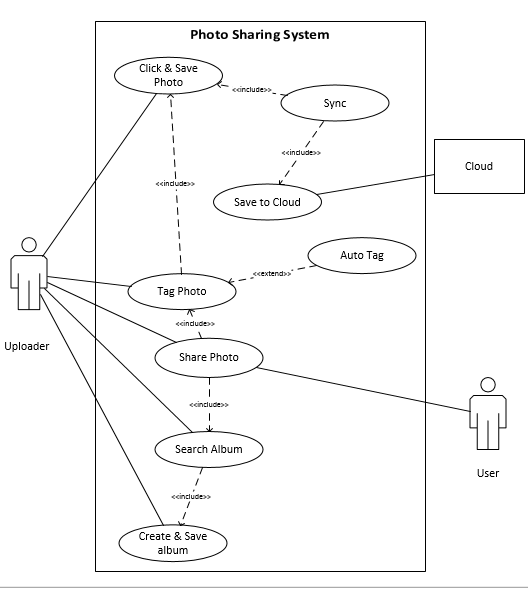 Photo Sharing System
Click & Save
Photo
<<include>>
Sync
<<include>>
Cloud
<<include>>
Save to Cloud
Auto Tag
<<extend>>
Tag Photo
<<include>>
Uploader
Share Photo
<<include>>
Search Album
User
<<include>>
Create & Save
album